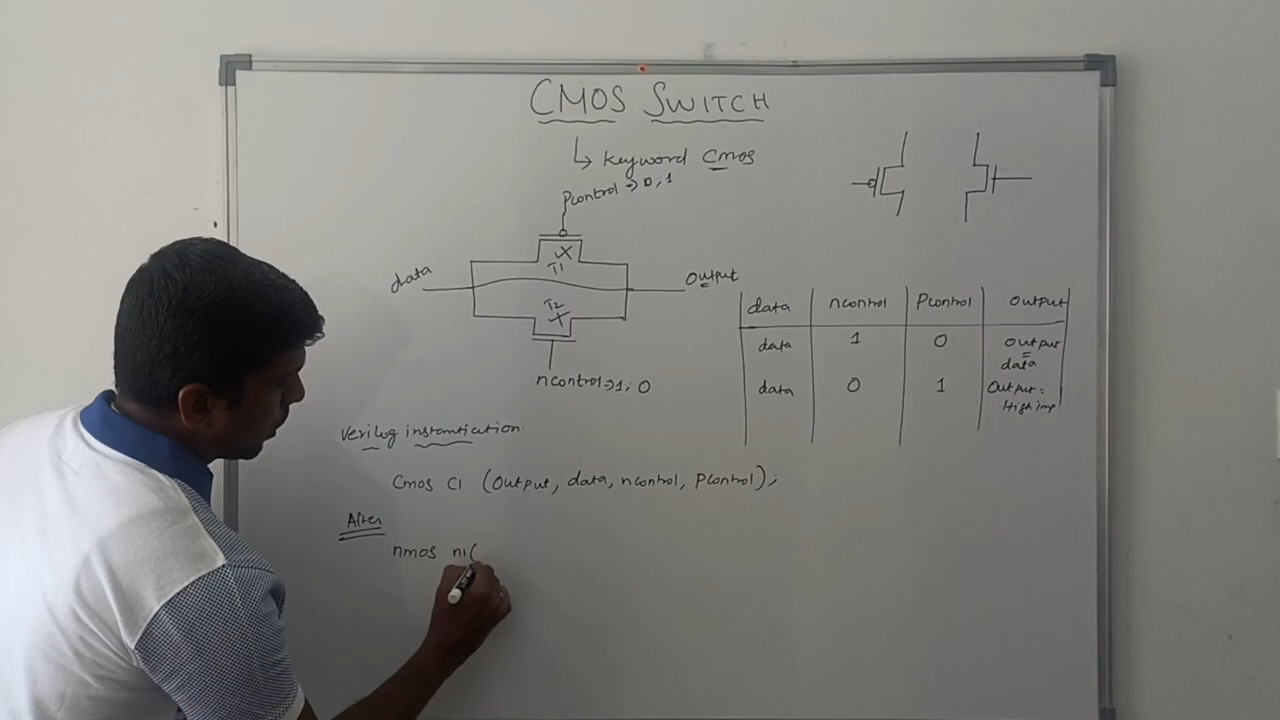 CMOS SWITCH
↳ Keyword Cmos
Pcontrol → 0, 1
T1
data
output
T2
ncontrol → 1, 0
data ncontrol Pcontrol output
data 1 0 output = data
data 0 1 Output = High imp
Verilog instantiation
Cmos C1 (Output, data, ncontrol, Pcontrol);
Alter
nmos n1(